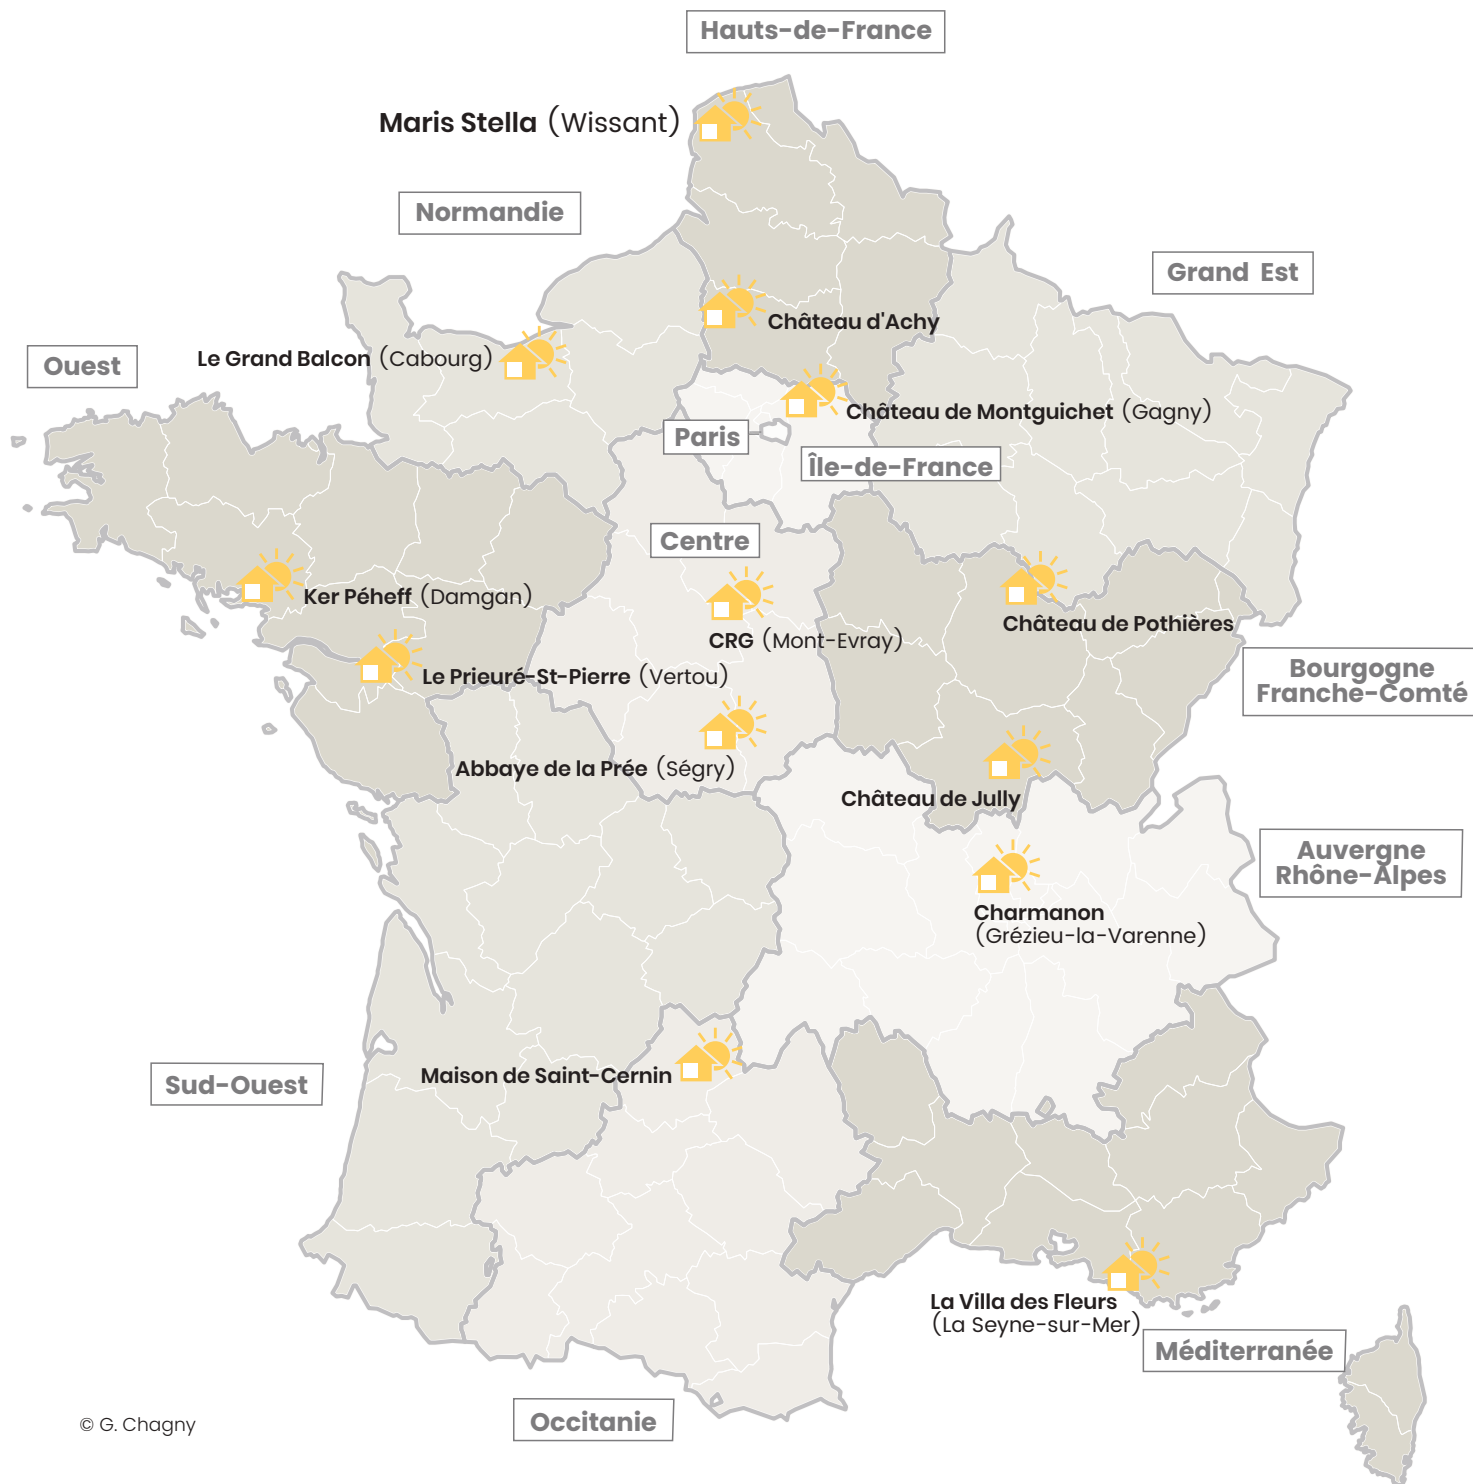 Hauts-de-France
Maris Stella (Wissant)
Normandie
Grand Est
Château d'Achy
Ouest
Le Grand Balcon (Cabourg)
Château de Montguichet (Gagny)
Paris
Île-de-France
Centre
Ker Péheff (Damgan)
Château de Pothières
CRG (Mont-Evray)
Le Prieuré-St-Pierre (Vertou)
Bourgogne
Franche-Comté
Abbaye de la Prée (Ségry)
Château de Jully
Auvergne
Rhône-Alpes
Charmanon
(Grézieu-la-Varenne)
Sud-Ouest
Maison de Saint-Cernin
La Villa des Fleurs
(La Seyne-sur-Mer)
Méditerranée
Occitanie
© G. Chagny